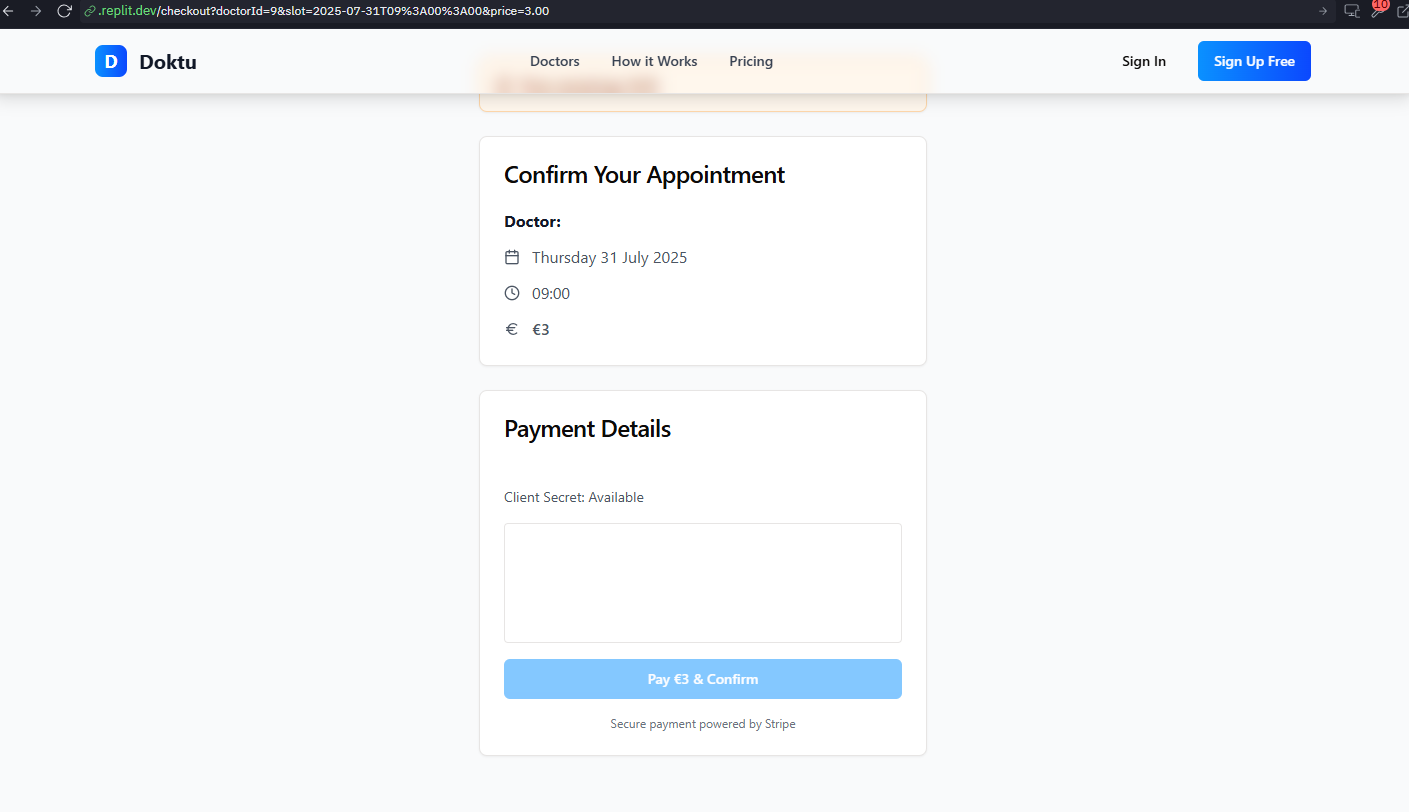 .replit.dev/checkout?doctorId=9&slot=2025-07-31T09%3A00%3A00&price=3.00
10
D Doktu
Doctors How it Works Pricing
Sign In Sign Up Free
Confirm Your Appointment
Doctor:
Thursday 31 July 2025
09:00
€ €3
Payment Details
Client Secret: Available
Pay €3 & Confirm
Secure payment powered by Stripe